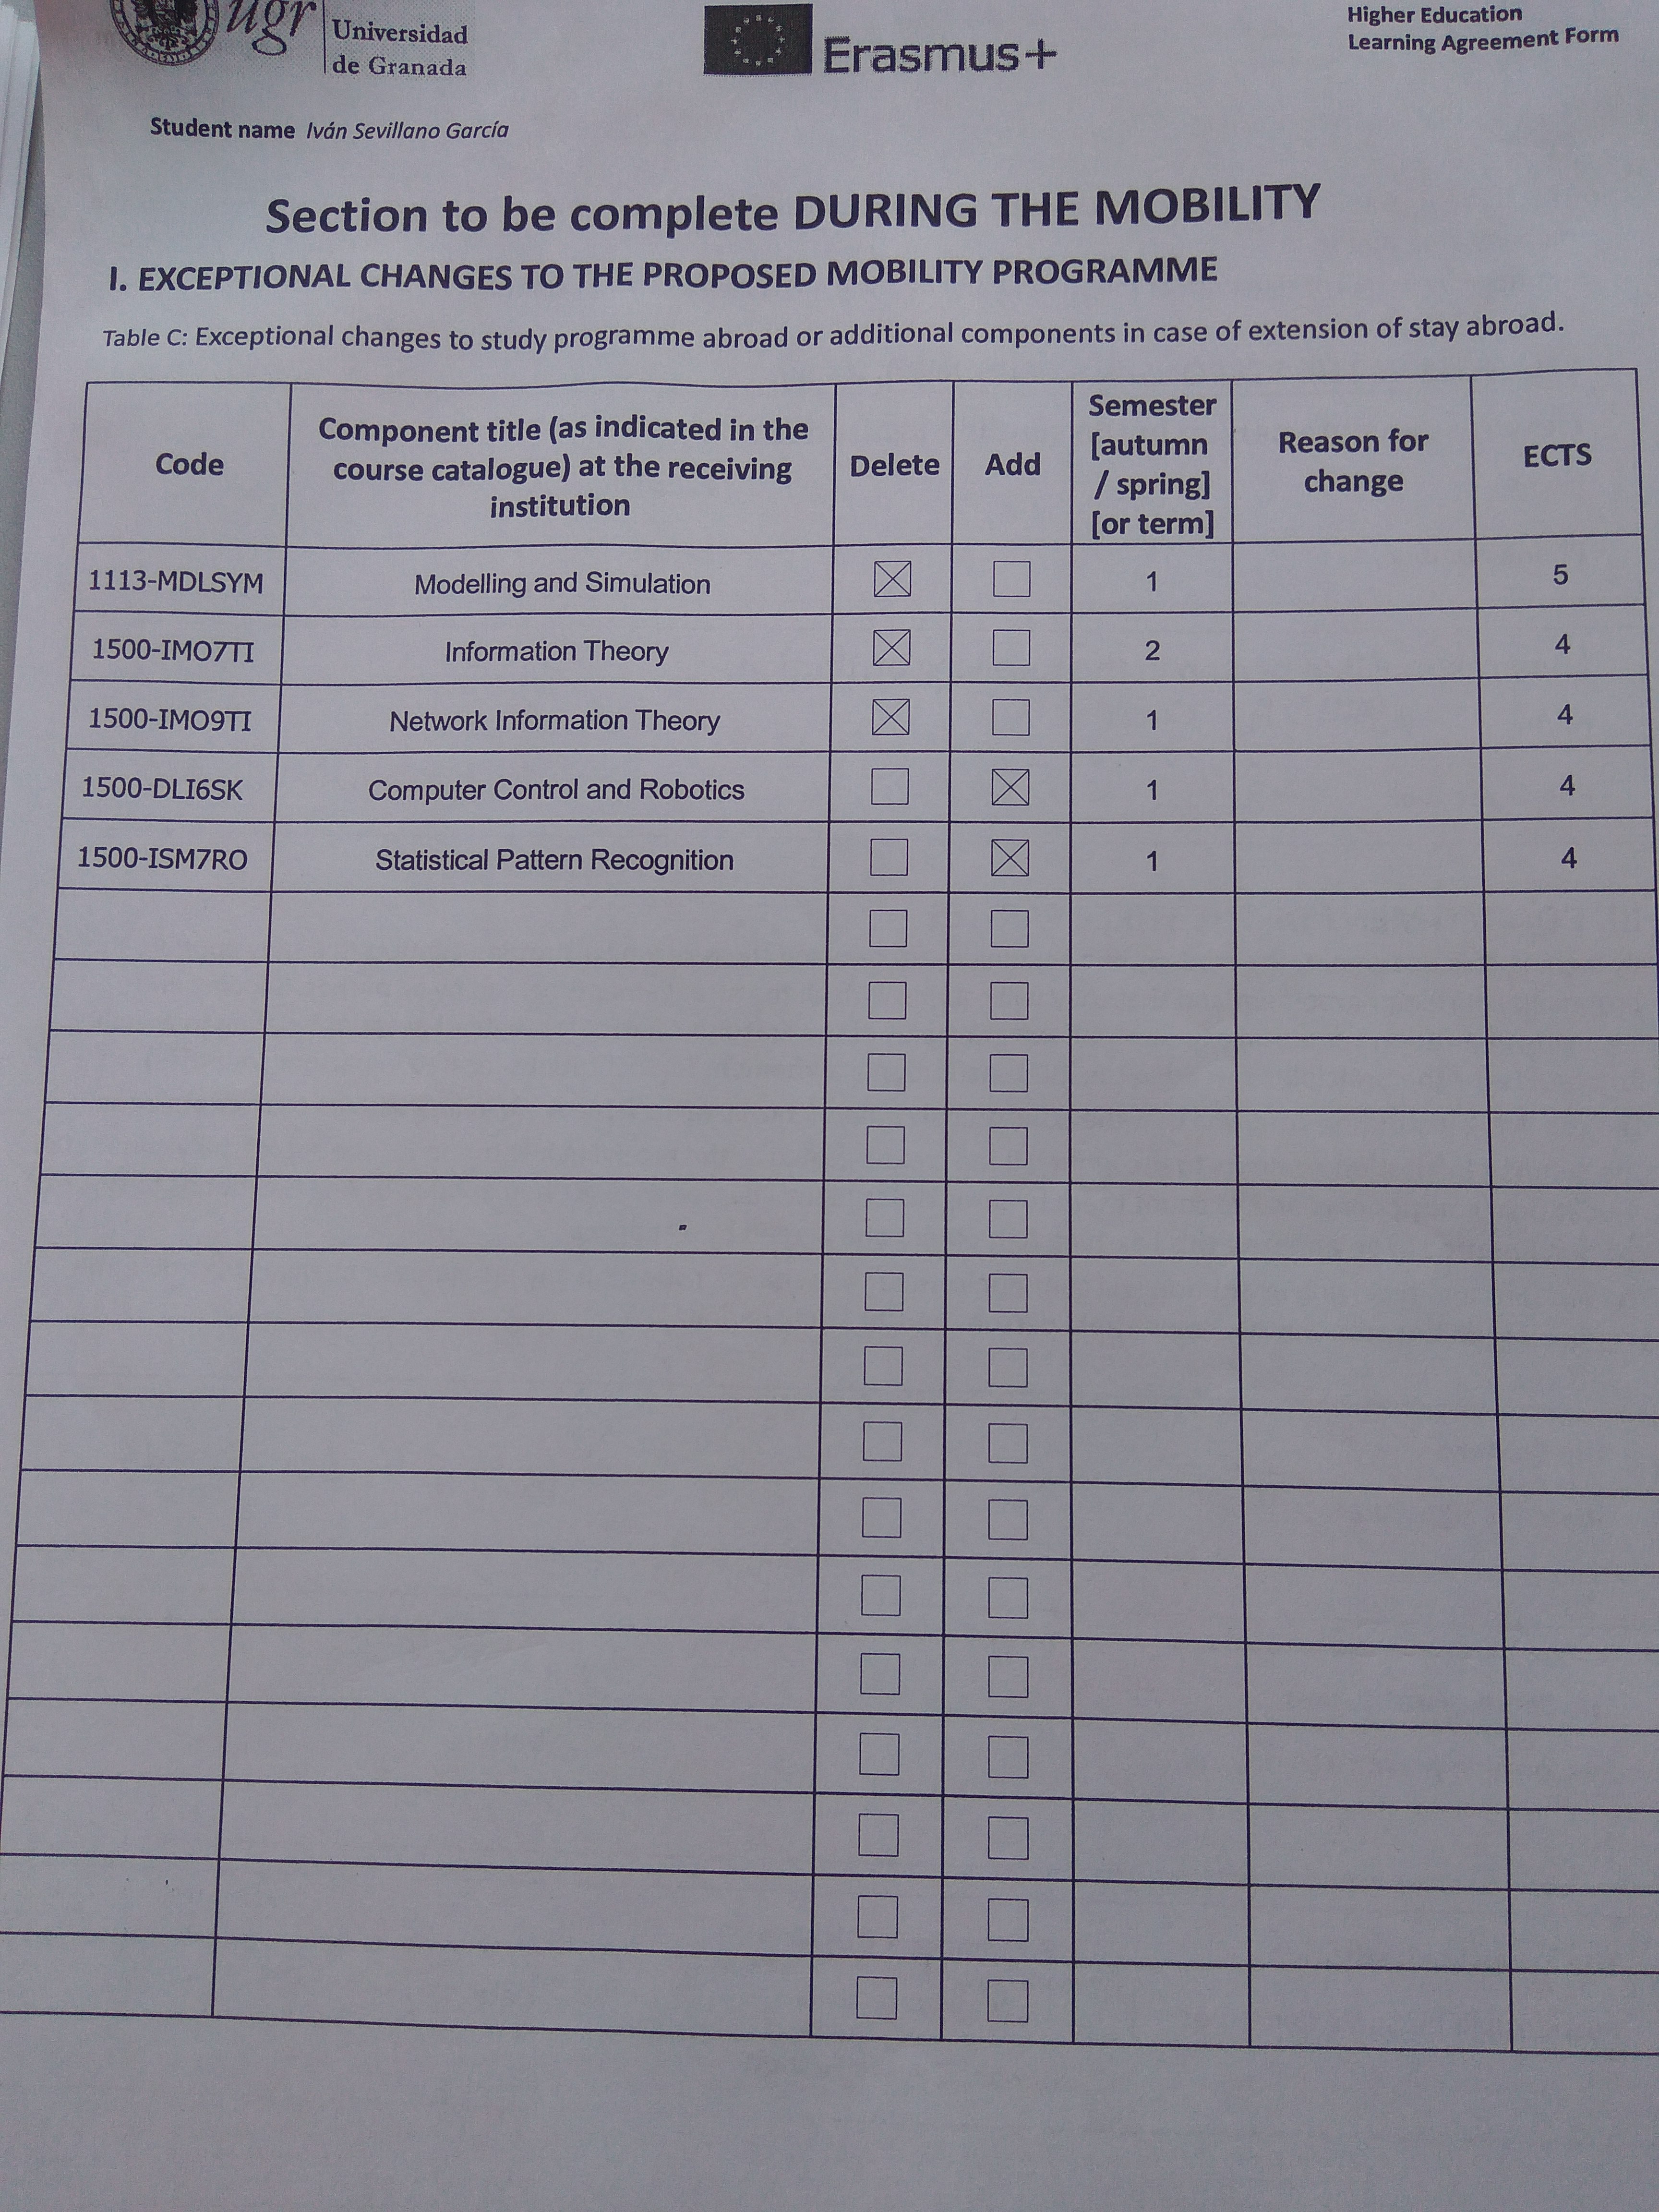 ugr
Universidad
de Granada
Erasmus+
Higher Education
Learning Agreement Form
Student name Iván Sevillano García
Section to be complete DURING THE MOBILITY
I. EXCEPTIONAL CHANGES TO THE PROPOSED MOBILITY PROGRAMME
Table C: Exceptional changes to study programme abroad or additional components in case of extension of stay abroad.
Code
Component title (as indicated in the
course catalogue) at the receiving
institution
Delete
Add
Semester
[autumn
/ spring]
[or term]
Reason for
change
ECTS
1113-MDLSYM Modelling and Simulation 1 5
1500-IMO7TI Information Theory 2 4
1500-IMO9TI Network Information Theory 1 4
1500-DLI6SK Computer Control and Robotics 1 4
1500-ISM7RO Statistical Pattern Recognition 1 4